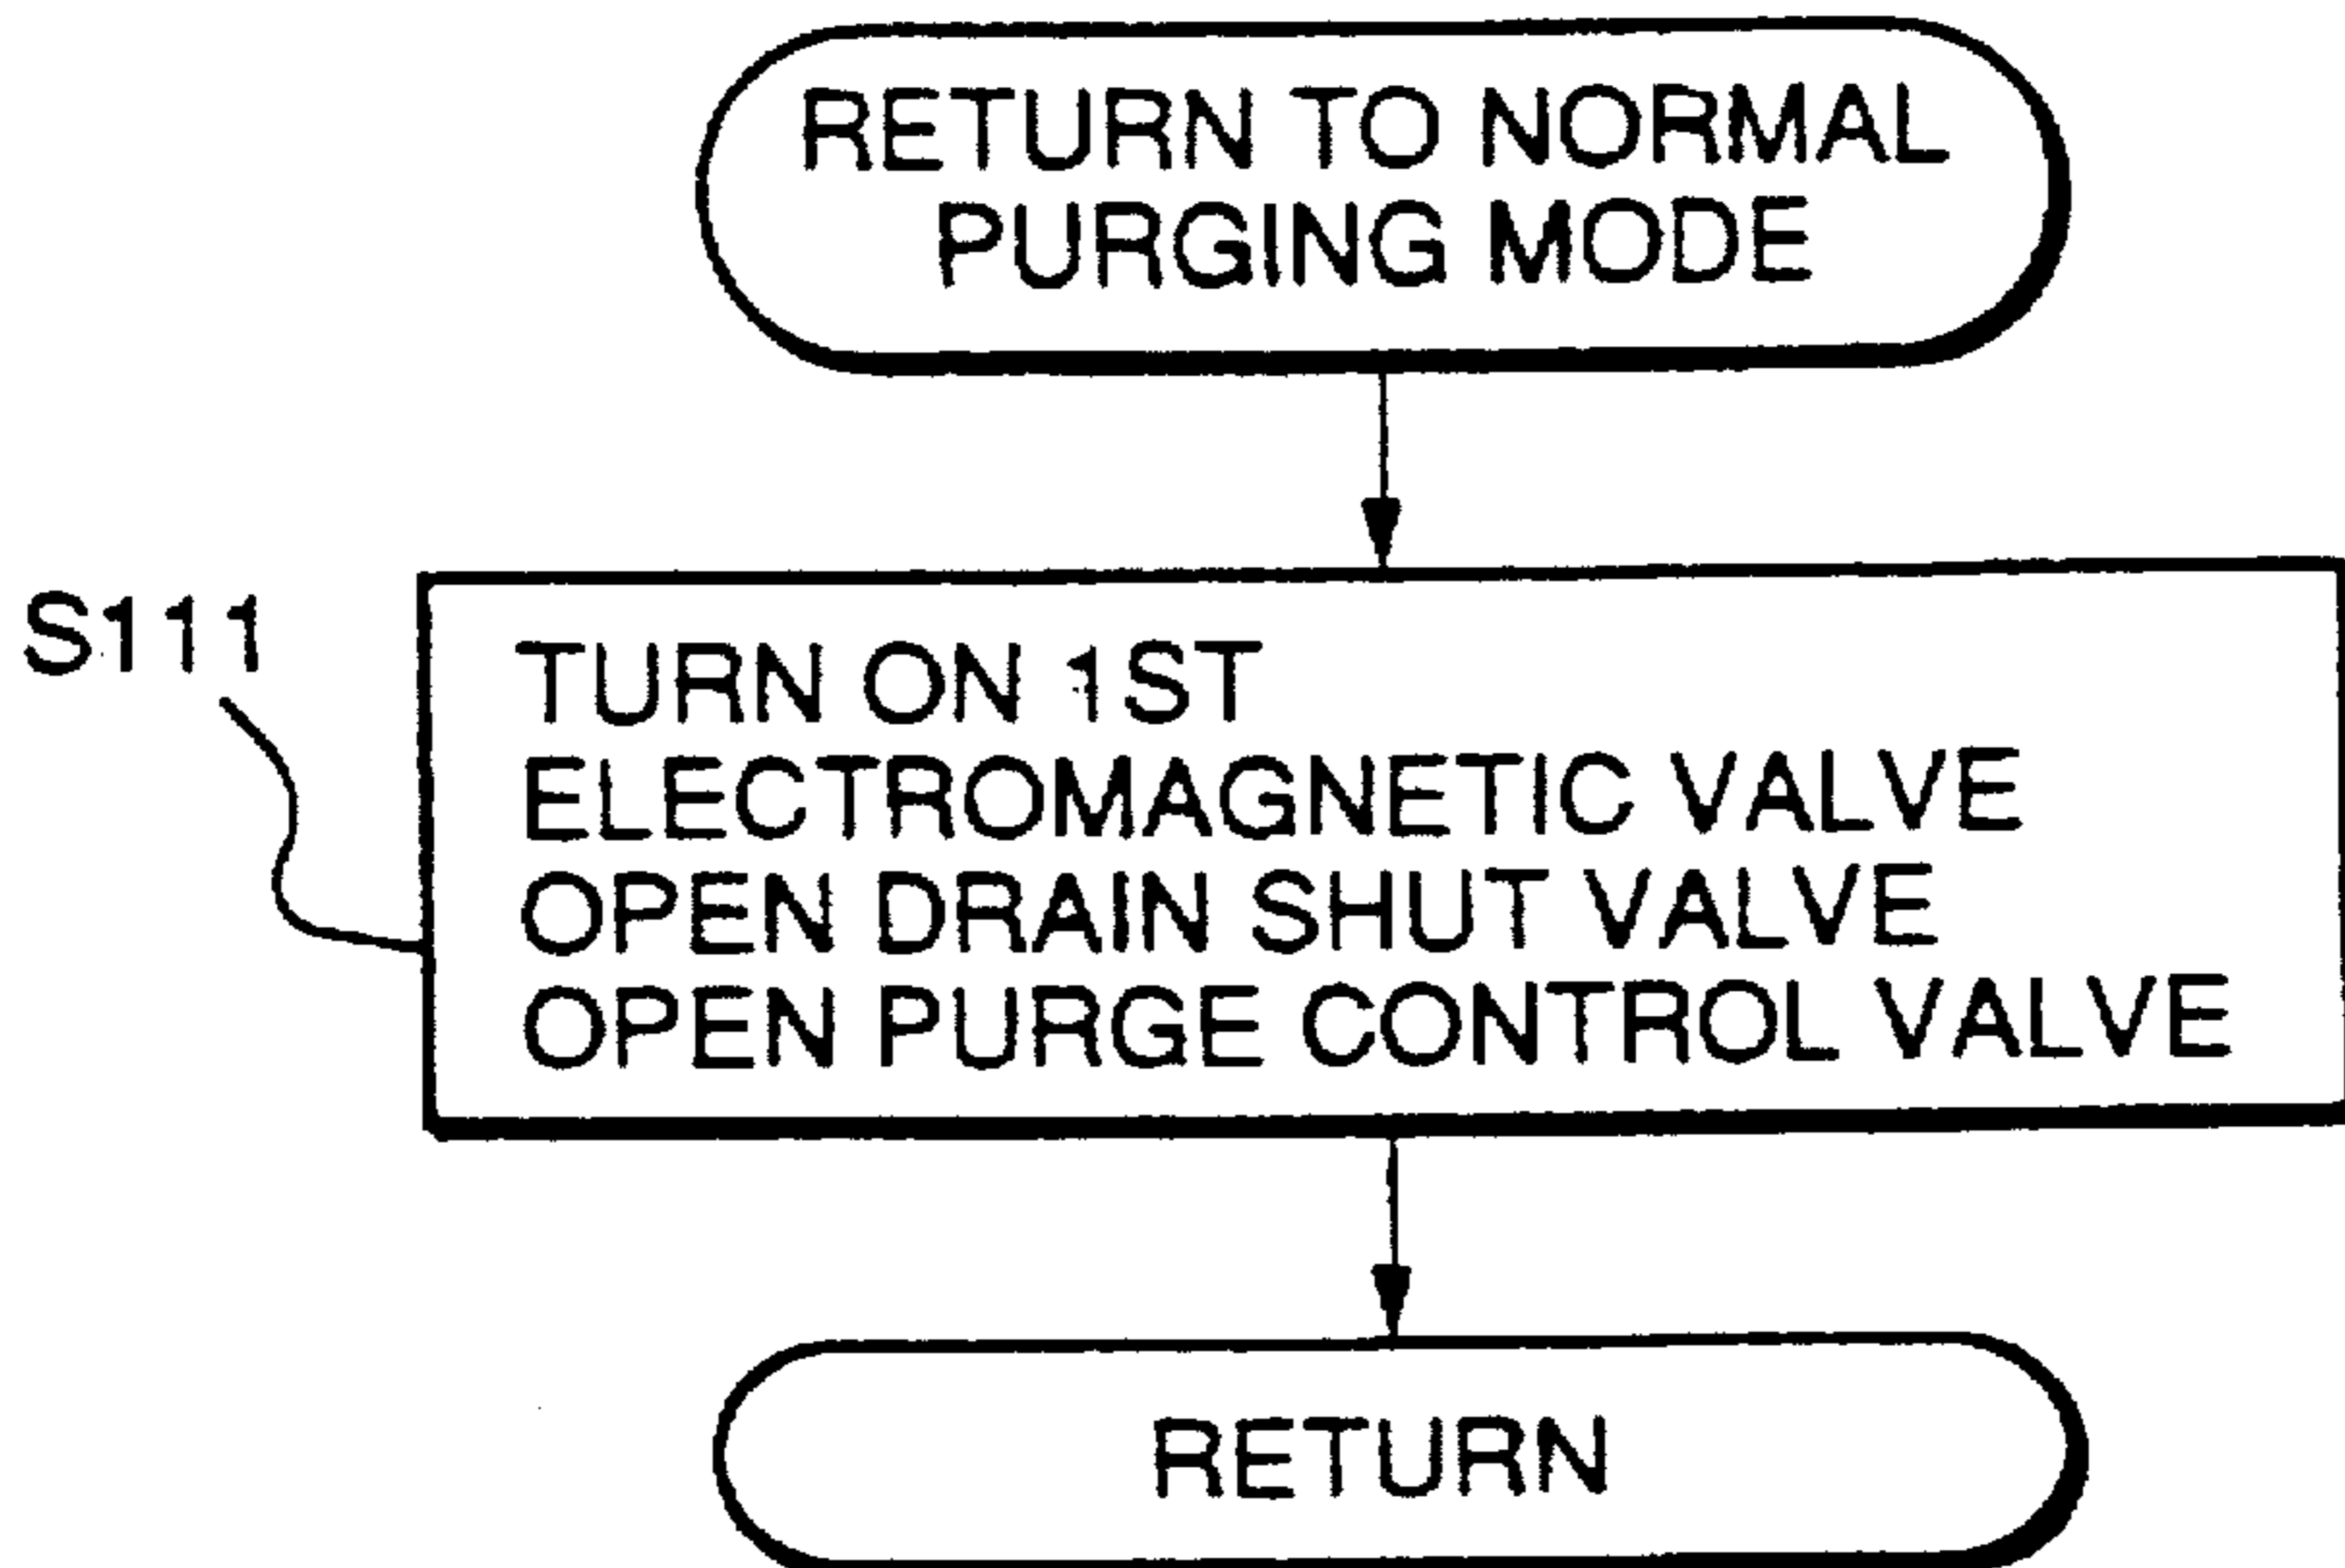 RETURN TO NORMAL
PURGING MODE
S111
TURN ON 1ST
ELECTROMAGNETIC VALVE
OPEN DRAIN SHUT VALVE
OPEN PURGE CONTROL VALVE
RETURN